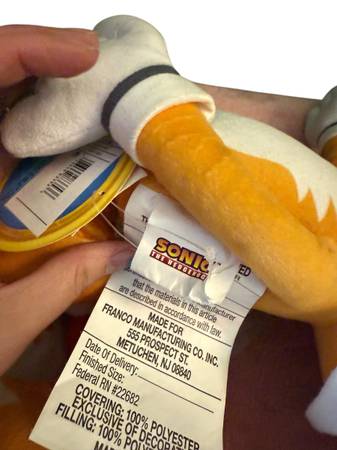 SONIC
THE HEDGEHOG
manufacturer
that the materials in this article
are described in accordance with law.
MADE FOR
FRANCO MANUFACTURING CO. INC.
555 PROSPECT ST.
METUCHEN, NJ 08840
Date Of Delivery:
Finished Size:
Federal RN #22682
COVERING: 100% POLYESTER
EXCLUSIVE OF DECORAT
FILLING: 100% POLYESTER